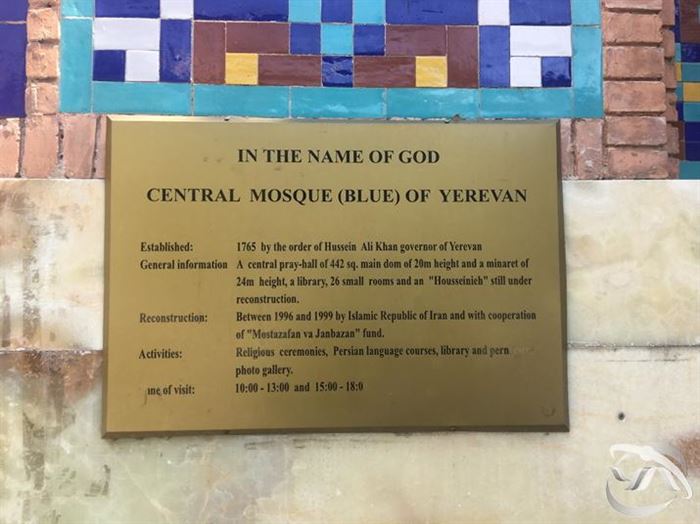 IN THE NAME OF GOD
CENTRAL MOSQUE (BLUE) OF YEREVAN
Established: 1765 by the order of Hussein Ali Khan governor of Yerevan
General information A central pray-hall of 442 sq. main dom of 20m height and a minaret of
24m height, a library, 26 small rooms and an "Housseinieh" still under
reconstruction.
Reconstruction: Between 1996 and 1999 by Islamic Republic of Iran and with cooperation
of "Mostazafan va Janbazan" fund.
Activities: Religious ceremonies, Persian language courses, library and
photo gallery.
of visit: 10:00 - 13:00 and 15:00 - 18:0